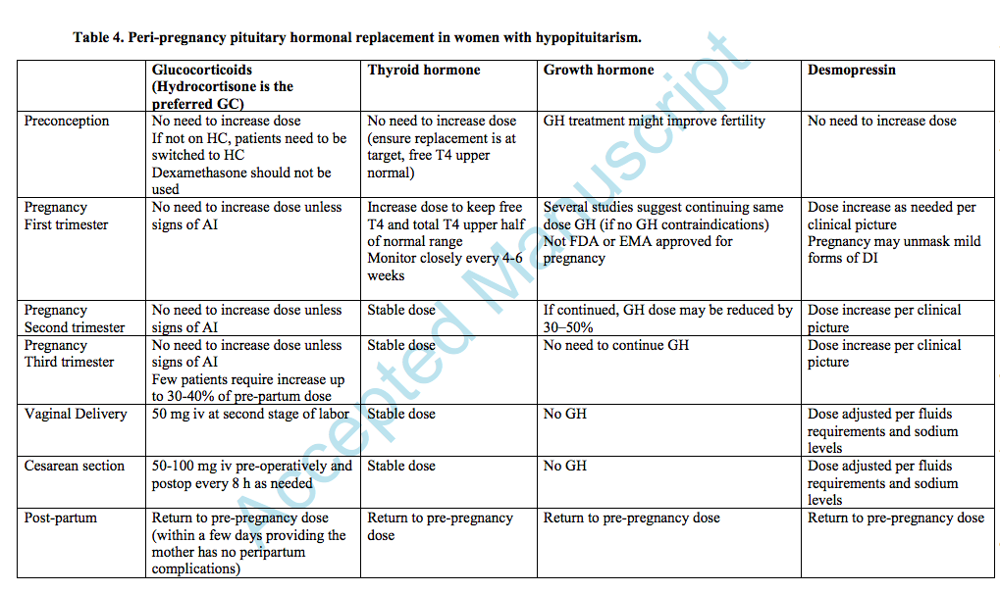 Table 4. Peri-pregnancy pituitary hormonal replacement in women with hypopituitarism.
Glucocorticoids
(Hydrocortisone is the
preferred GC)
Thyroid hormone
Growth hormone
Desmopressin
Preconception
No need to increase dose
If not on HC, patients need to be
switched to HC
Dexamethasone should not be
used
No need to increase dose
(ensure replacement is at
target, free T4 upper
normal)
GH treatment might improve fertility
No need to increase dose
Pregnancy
First trimester
No need to increase dose unless
signs of AI
Increase dose to keep free
T4 and total T4 upper half
of normal range
Monitor closely every 4-6
weeks
Several studies suggest continuing same
dose GH (if no GH contraindications)
Not FDA or EMA approved for
pregnancy
Dose increase as needed per
clinical picture
Pregnancy may unmask mild
forms of DI
Pregnancy
Second trimester
No need to increase dose unless
signs of AI
Stable dose
If continued, GH dose may be reduced by
30–50%
Dose increase per clinical
picture
Pregnancy
Third trimester
No need to increase dose unless
signs of AI
Few patients require increase up
to 30-40% of pre-partum dose
Stable dose
No need to continue GH
Dose increase per clinical
picture
Vaginal Delivery
50 mg iv at second stage of labor
Stable dose
No GH
Dose adjusted per fluids
requirements and sodium
levels
Cesarean section
50-100 mg iv pre-operatively and
postop every 8 h as needed
Stable dose
No GH
Dose adjusted per fluids
requirements and sodium
levels
Post-partum
Return to pre-pregnancy dose
(within a few days providing the
mother has no peripartum
complications)
Return to pre-pregnancy
dose
Return to pre-pregnancy dose
Return to pre-pregnancy dose
Accepted Manuscript